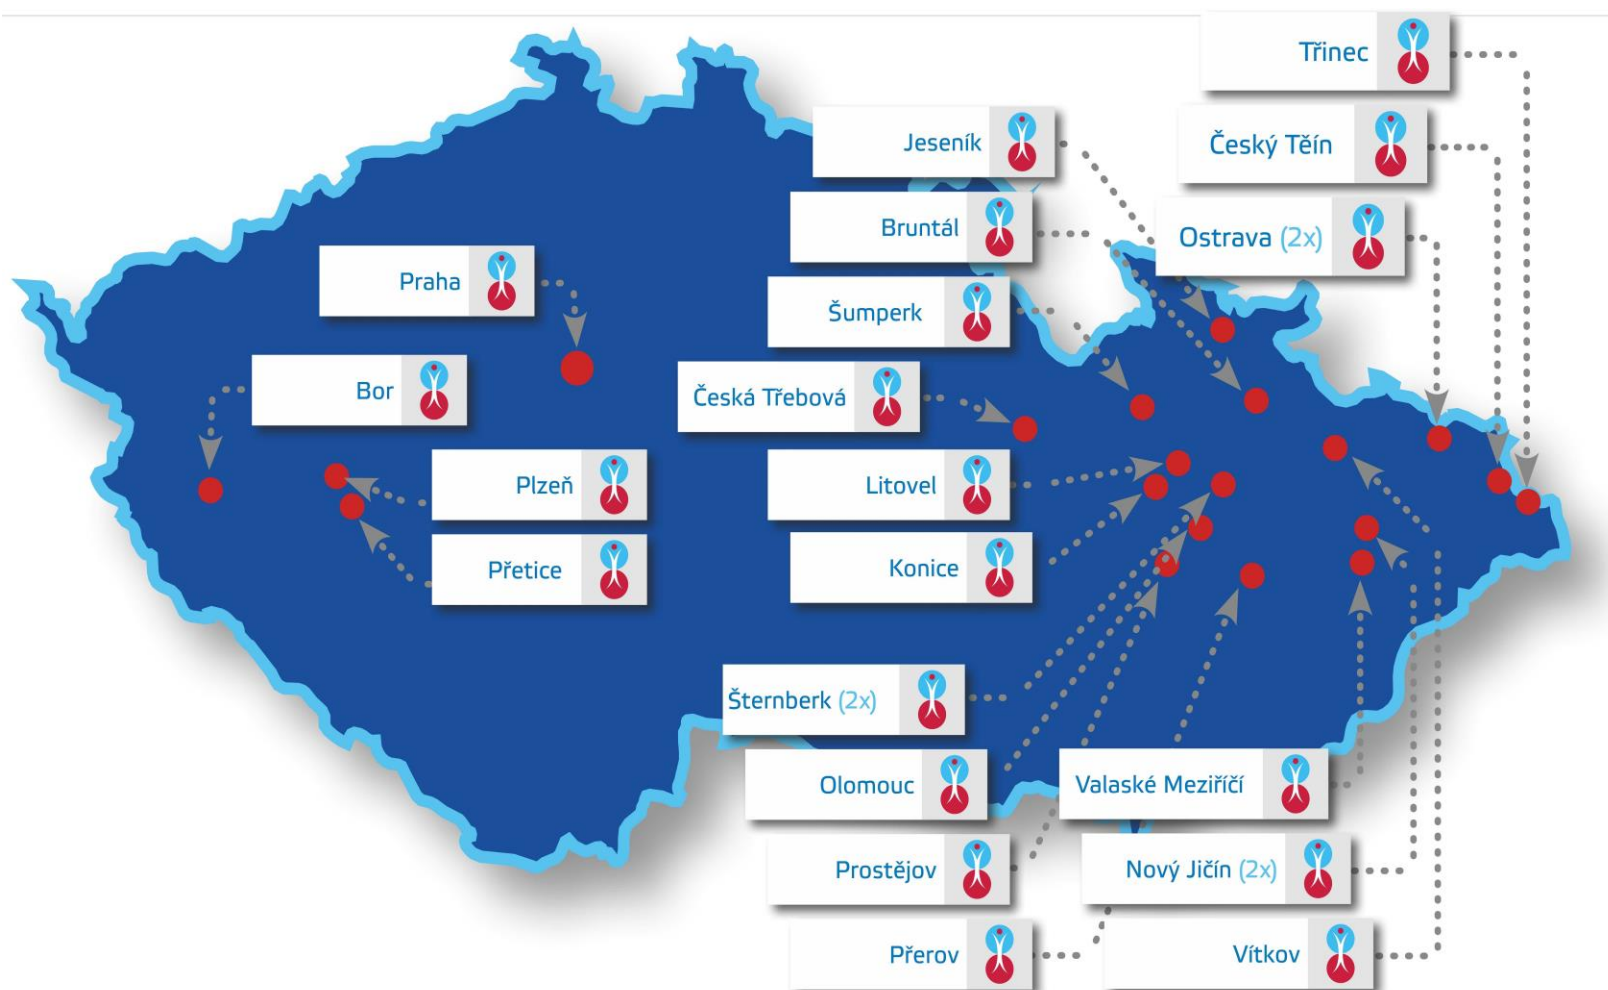 Třinec
Český Těín
Jeseník
Bruntál
Ostrava (2x)
Praha
Šumperk
Bor
Česká Třebová
Plzeň
Litovel
Přetice
Konice
Šternberk (2x)
Olomouc
Valaské Meziříčí
Prostějov
Nový Jičín (2x)
Přerov
Vítkov